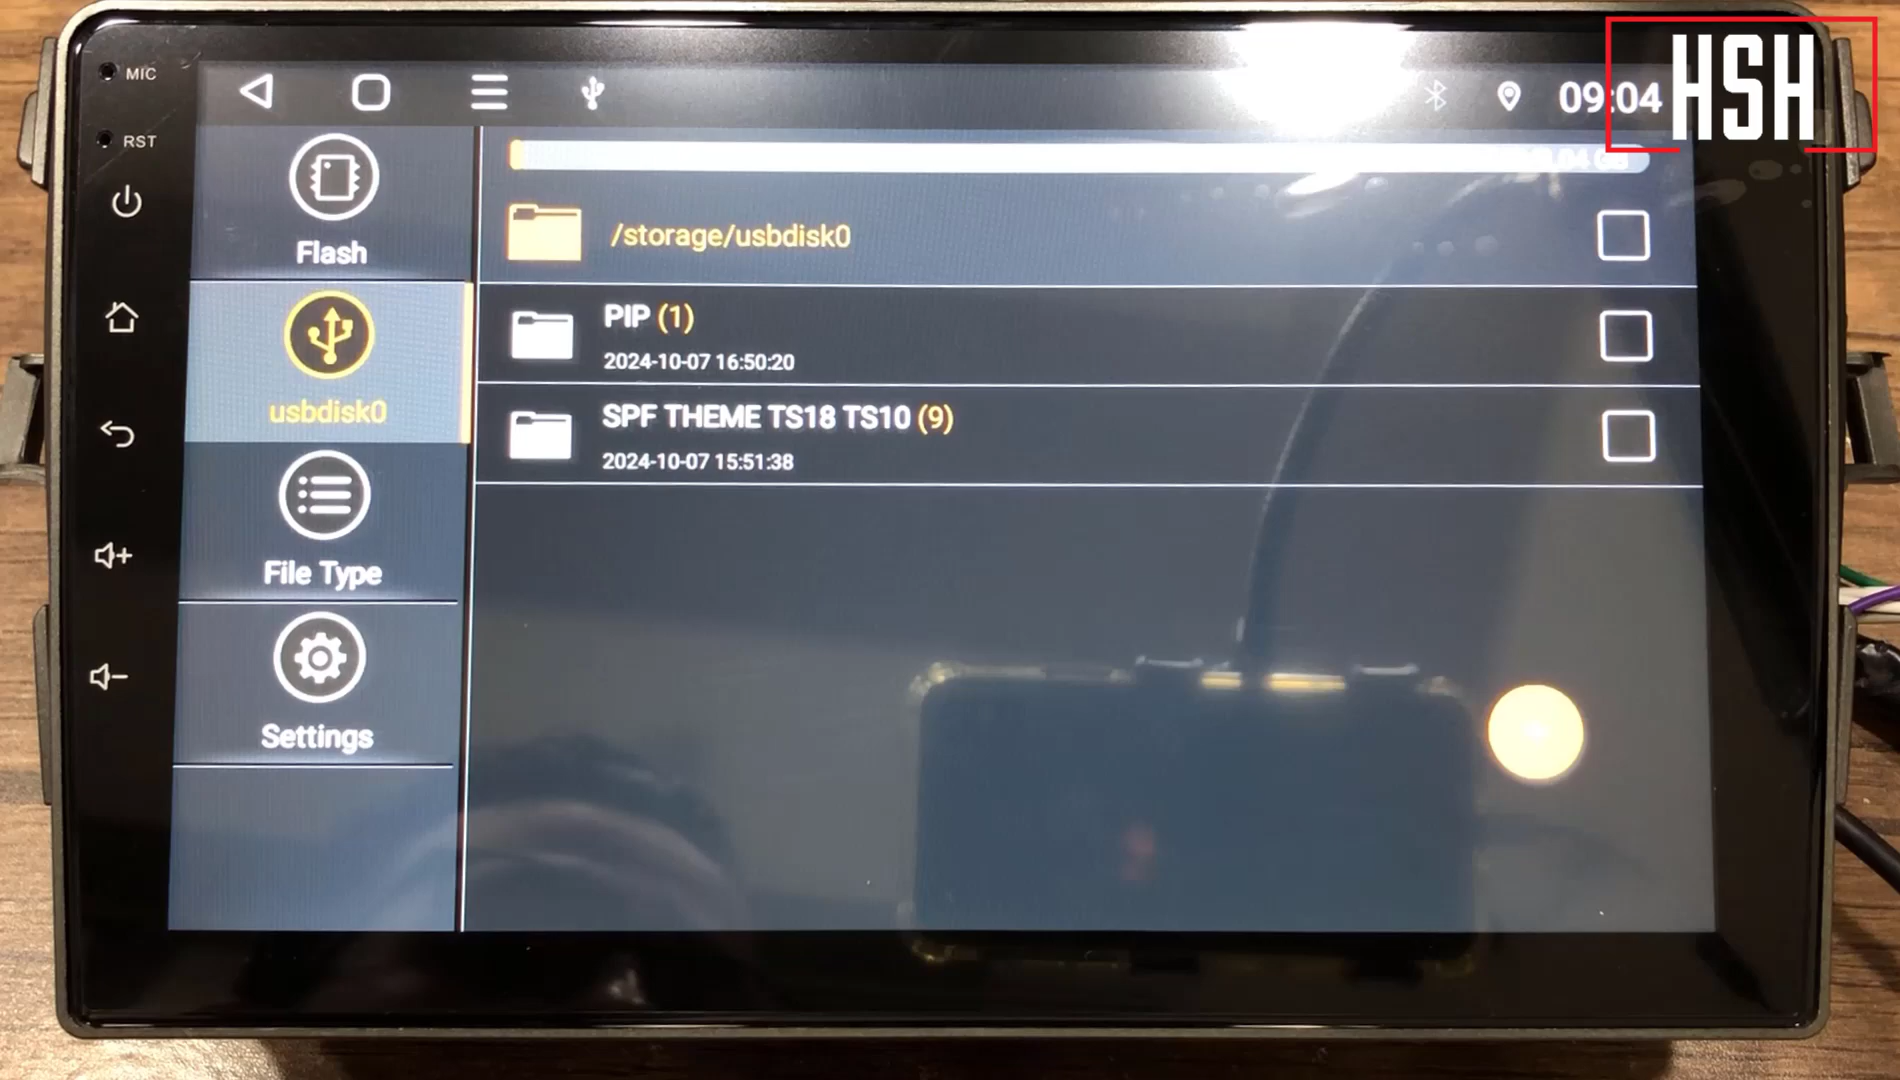 MIC
RST
09:04
HSH
Flash
usbdisk0
File Type
Settings
/storage/usbdisk0
PIP (1)
2024-10-07 16:50:20
SPF THEME TS18 TS10 (9)
2024-10-07 15:51:38